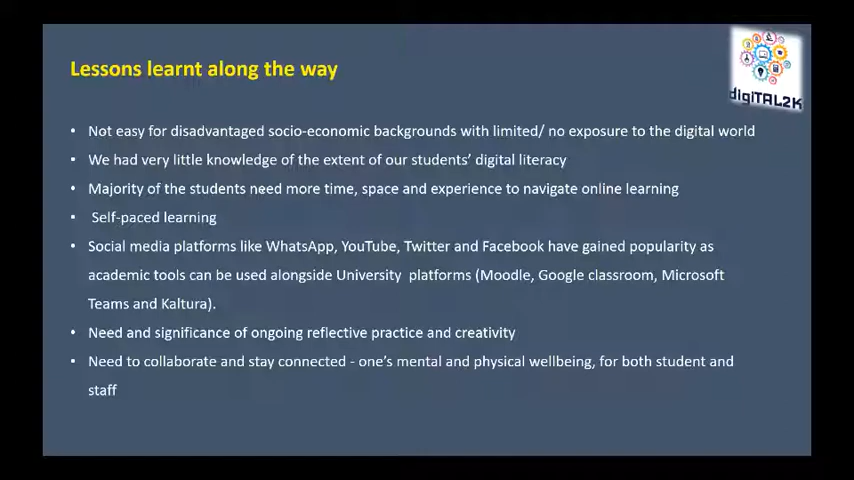 Lessons learnt along the way
digiTAL2K
• Not easy for disadvantaged socio-economic backgrounds with limited/ no exposure to the digital world
• We had very little knowledge of the extent of our students’ digital literacy
• Majority of the students need more time, space and experience to navigate online learning
• Self-paced learning
• Social media platforms like WhatsApp, YouTube, Twitter and Facebook have gained popularity as
academic tools can be used alongside University platforms (Moodle, Google classroom, Microsoft
Teams and Kaltura).
• Need and significance of ongoing reflective practice and creativity
• Need to collaborate and stay connected - one’s mental and physical wellbeing, for both student and
staff